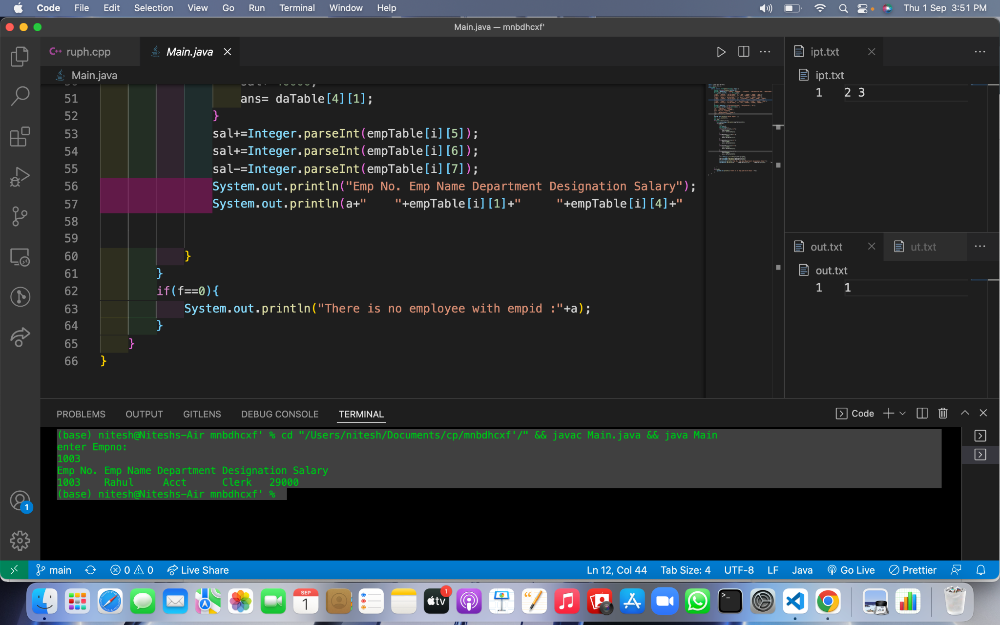 Code File Edit Selection View Go Run Terminal Window Help Thu 1 Sep 3:51 PM
Main.java — mnbdhcxf'
C++ ruph.cpp Main.java
Main.java
51 ans= daTable[4][1];
52 }
53 sal+=Integer.parseInt(empTable[i][5]);
54 sal+=Integer.parseInt(empTable[i][6]);
55 sal-=Integer.parseInt(empTable[i][7]);
56 System.out.println("Emp No. Emp Name Department Designation Salary");
57 System.out.println(a+"    "+empTable[i][1]+"     "+empTable[i][4]+"
58
59
60 }
61 }
62 if(f==0){
63 System.out.println("There is no employee with empid :"+a);
64 }
65 }
66 }
ipt.txt
ipt.txt
1 2 3
out.txt ut.txt
out.txt
1 1
PROBLEMS OUTPUT GITLENS DEBUG CONSOLE TERMINAL Code
(base) nitesh@Niteshs-Air mnbdhcxf' % cd "/Users/nitesh/Documents/cp/mnbdhcxf'/" && javac Main.java && java Main
enter Empno:
1003
Emp No. Emp Name Department Designation Salary
1003    Rahul     Acct      Clerk   29000
(base) nitesh@Niteshs-Air mnbdhcxf' %
1
main 0 0 Live Share Ln 12, Col 44 Tab Size: 4 UTF-8 LF Java Go Live Prettier
SEP
1
tv
1